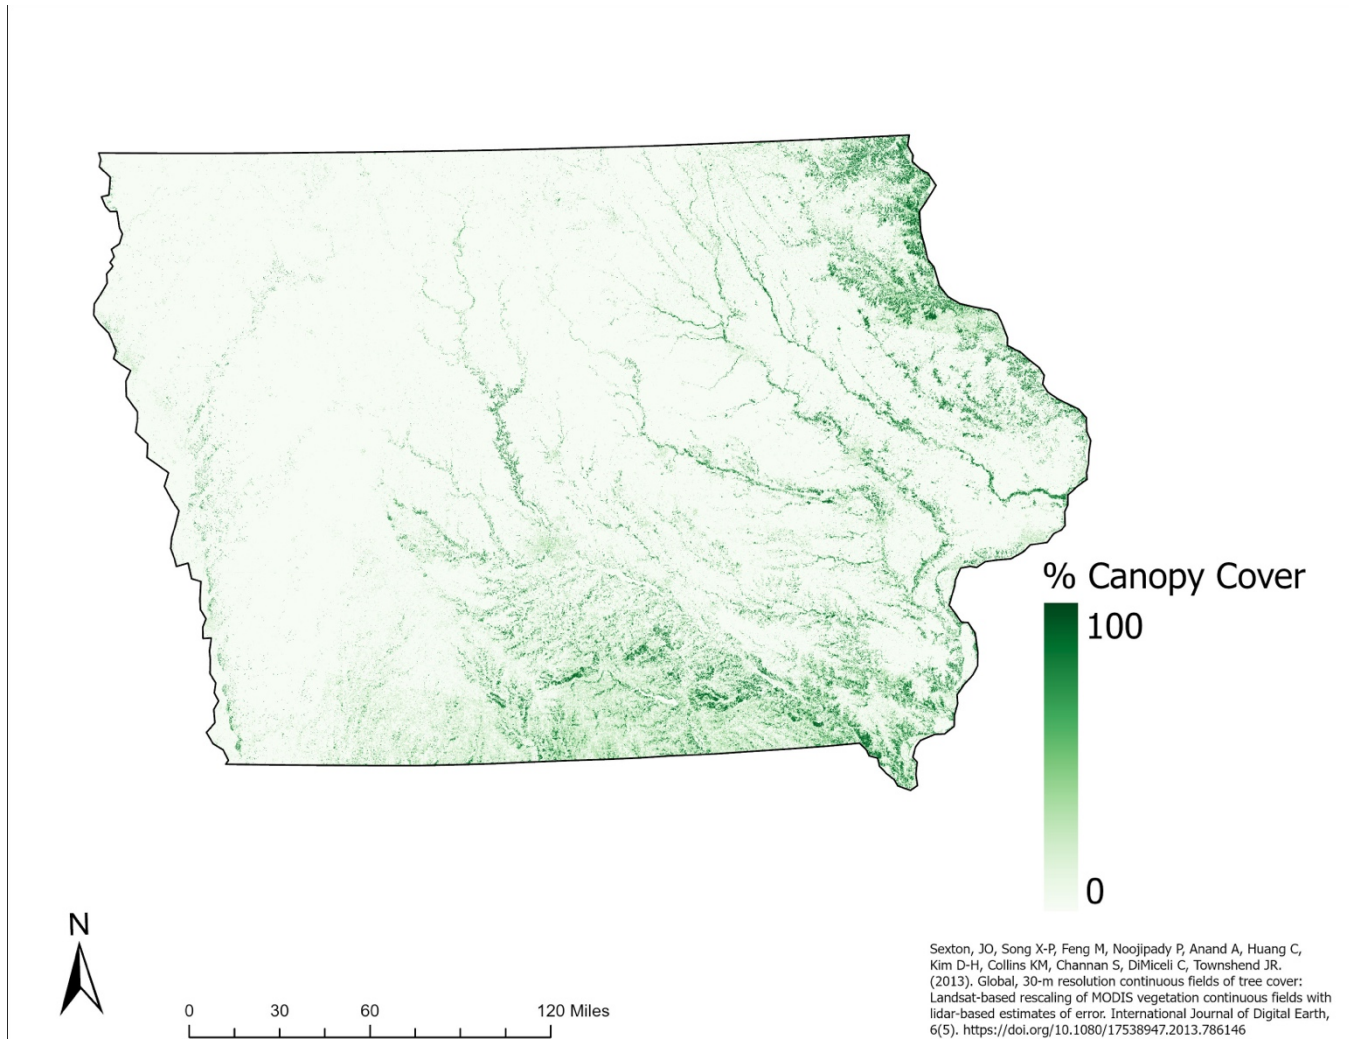 % Canopy Cover
100
0
N
0 30 60 120 Miles
Sexton, JO, Song X-P, Feng M, Noojipady P, Anand A, Huang C,
Kim D-H, Collins KM, Channan S, DiMiceli C, Townshend JR.
(2013). Global, 30-m resolution continuous fields of tree cover:
Landsat-based rescaling of MODIS vegetation continuous fields with
lidar-based estimates of error. International Journal of Digital Earth,
6(5). https://doi.org/10.1080/17538947.2013.786146